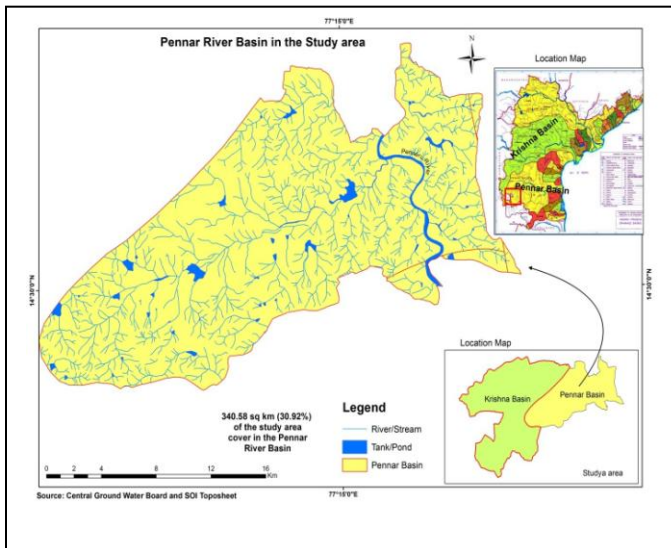 77°15'0"E
Pennar River Basin in the Study area
N
Location Map
Krishna Basin
Pennar Basin
14°30'0"N
14°30'0"N
Location Map
Krishna Basin
Pennar Basin
Studya area
340.58 sq km (30.92%)
of the study area
cover in the Pennar
River Basin
Legend
River/Stream
Tank/Pond
Pennar Basin
0 2 4 8 12 16
Km
Source: Central Ground Water Board and SOI Toposheet
77°15'0"E